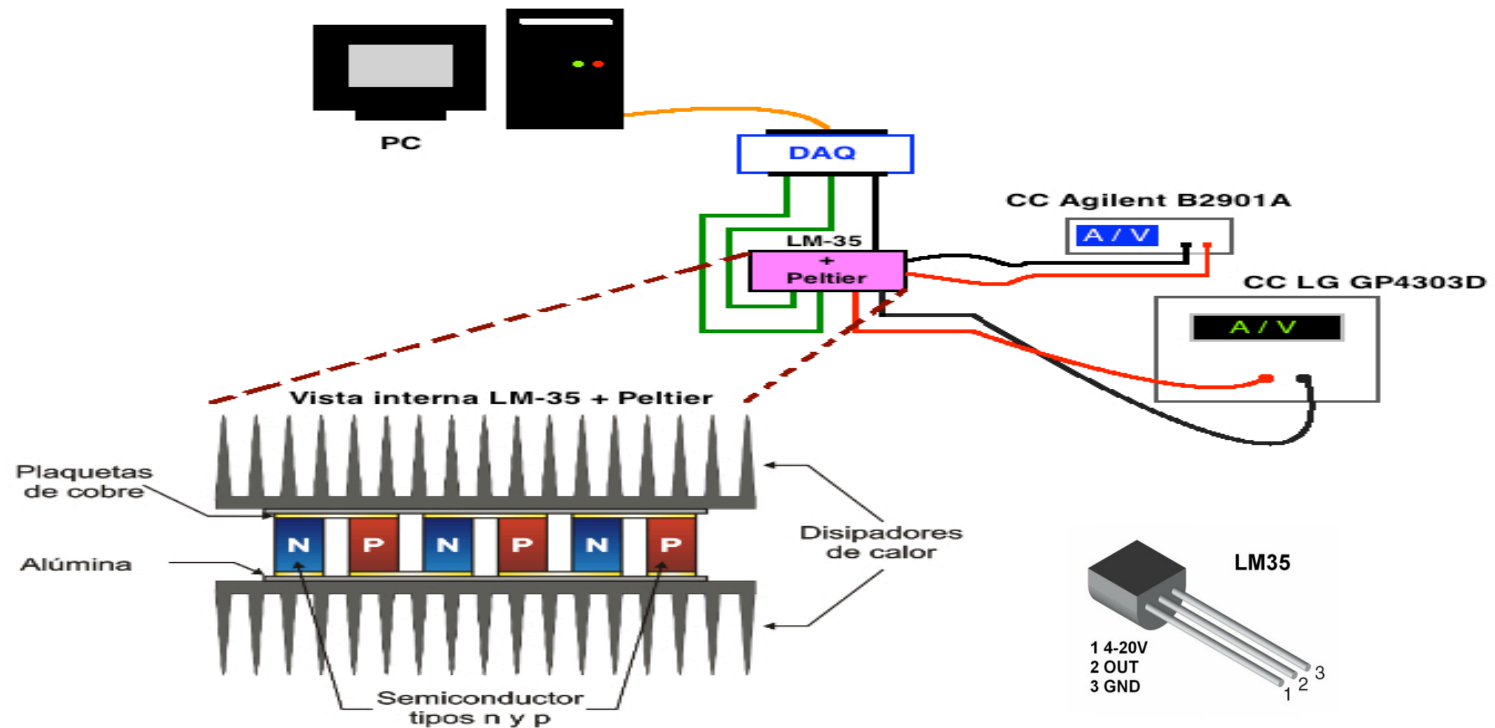 PC
DAQ
CC Agilent B2901A
A / V
LM-35
+
Peltier
CC LG GP4303D
A / V
Vista interna LM-35 + Peltier
Plaquetas
de cobre
N P N P N P
Alúmina
Disipadores
de calor
Semiconductor
tipos n y p
LM35
1 4-20V
2 OUT
3 GND
1 2 3